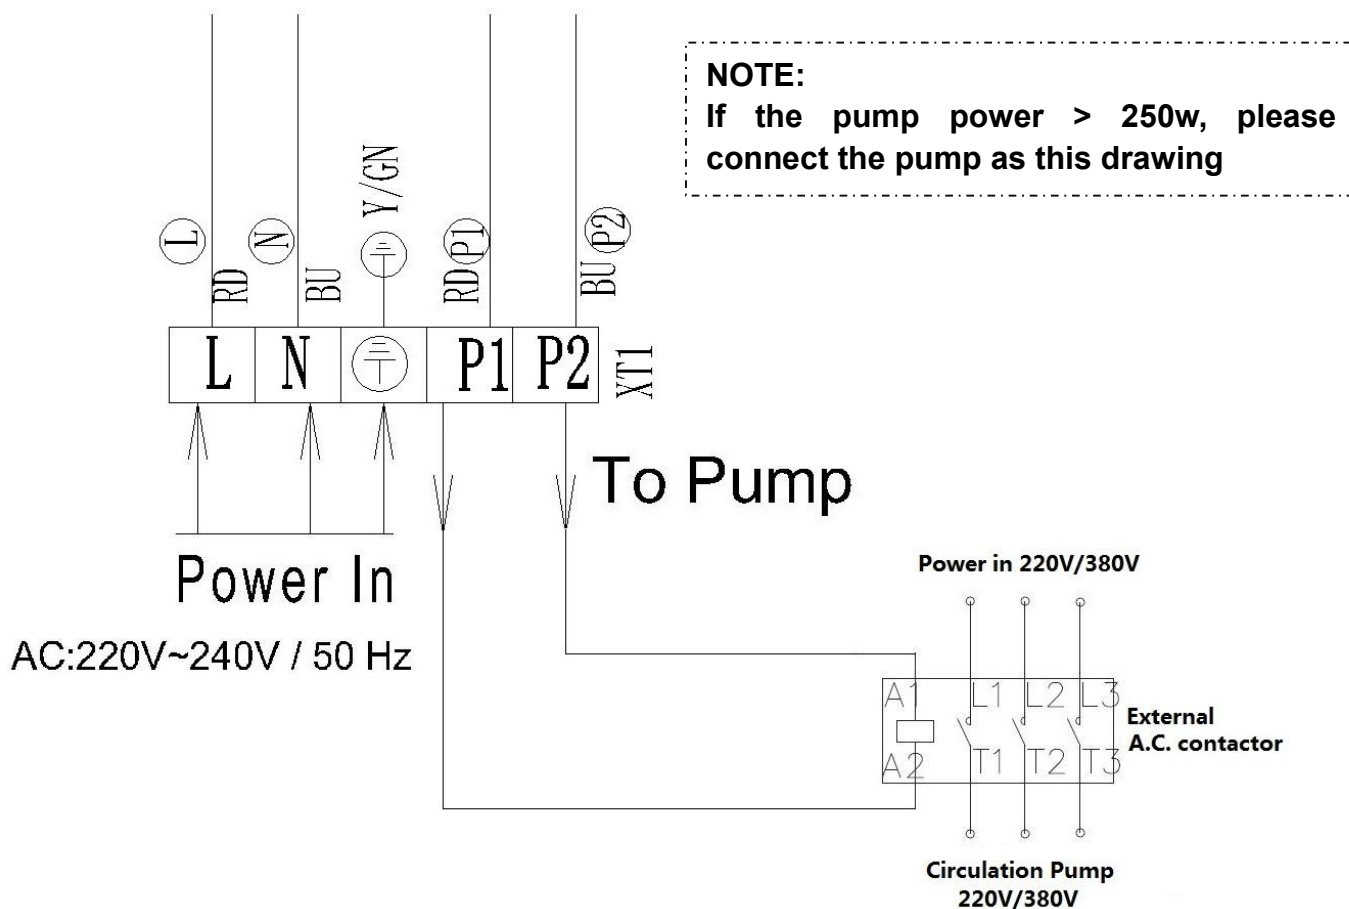 NOTE:
If the pump power > 250w, please
connect the pump as this drawing
L
RD
N
BU
Y/GN
RD
P1
BU
P2
L N P1 P2
XT1
To Pump
Power In
AC:220V~240V / 50 Hz
Power in 220V/380V
A1 L1 L2 L3
A2 T1 T2 T3
External
A.C. contactor
Circulation Pump
220V/380V